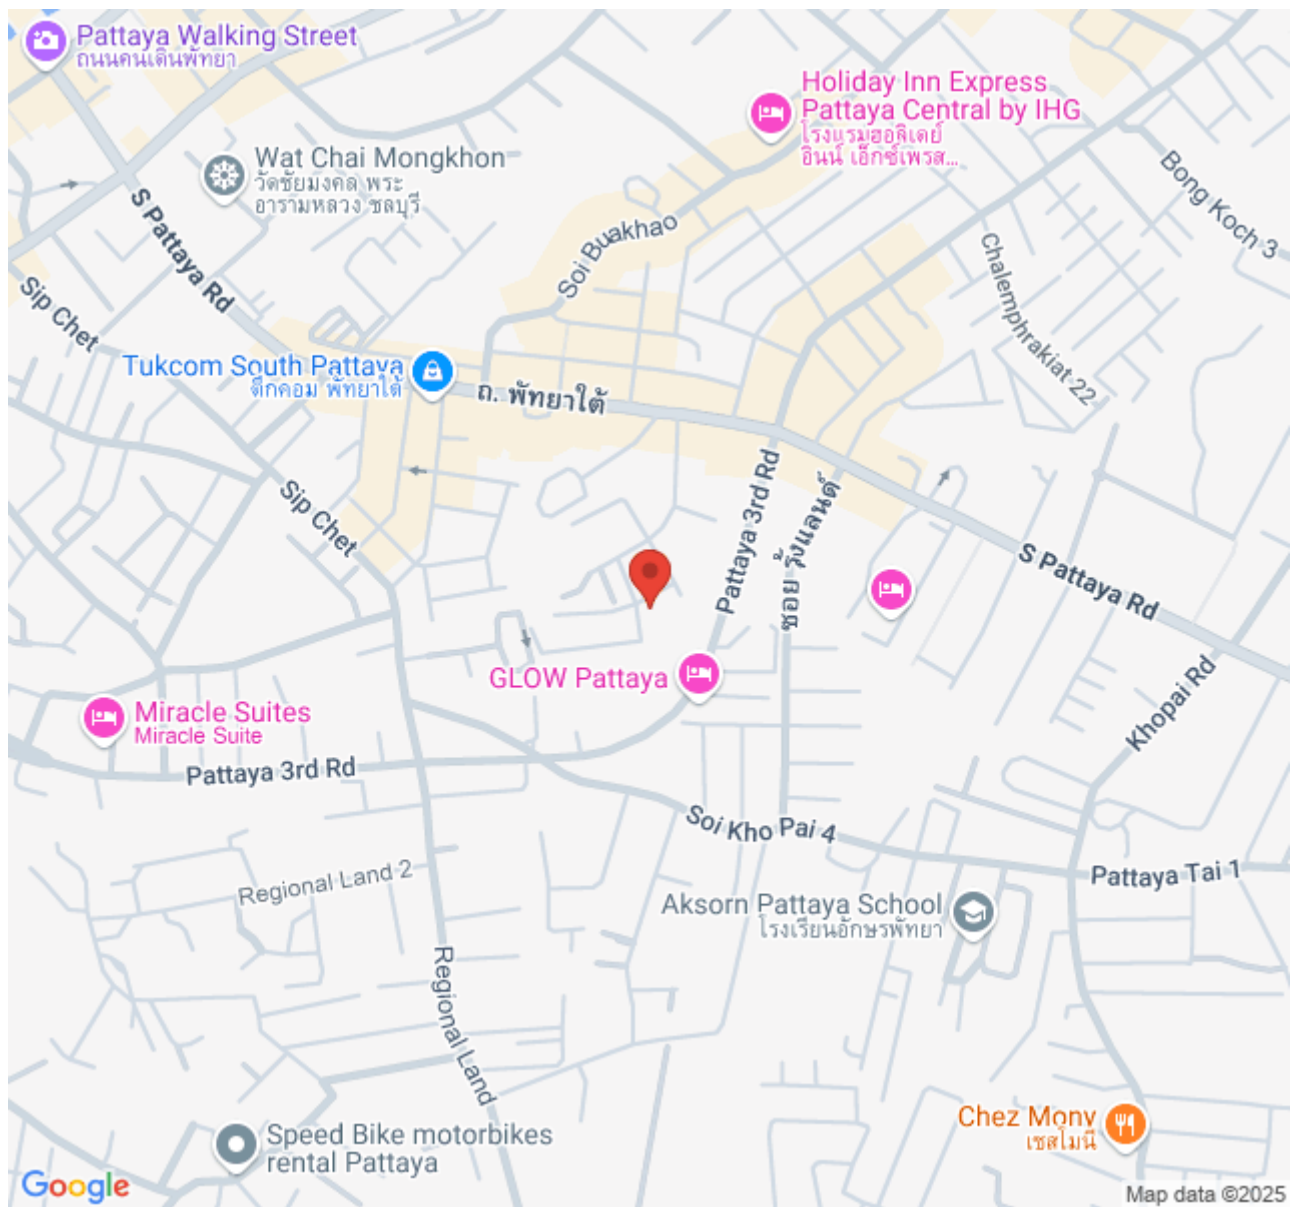 Pattaya Walking Street
ถนนคนเดินพัทยา
Holiday Inn Express
Pattaya Central by IHG
โรงแรมฮอลิเดย์
อินน์ เอ็กซ์เพรส...
Wat Chai Mongkhon
วัดชัยมงคล พระ
อารามหลวง ชลบุรี
Bong Koch 3
S Pattaya Rd
Soi Buakhao
Chalemphrakiat 22
Sip Chet
Tukcom South Pattaya
ตึกคอม พัทยาใต้
ถ. พัทยาใต้
Sip Chet
Pattaya 3rd Rd
ซอย วุ้งแลนด์
S Pattaya Rd
GLOW Pattaya
Khopai Rd
Miracle Suites
Miracle Suite
Pattaya 3rd Rd
Soi Kho Pai 4
Pattaya Tai 1
Regional Land 2
Aksorn Pattaya School
โรงเรียนอักษรพัทยา
Regional Land
Chez Mony
เชสโมนี
Speed Bike motorbikes
rental Pattaya
Google
Map data ©2025